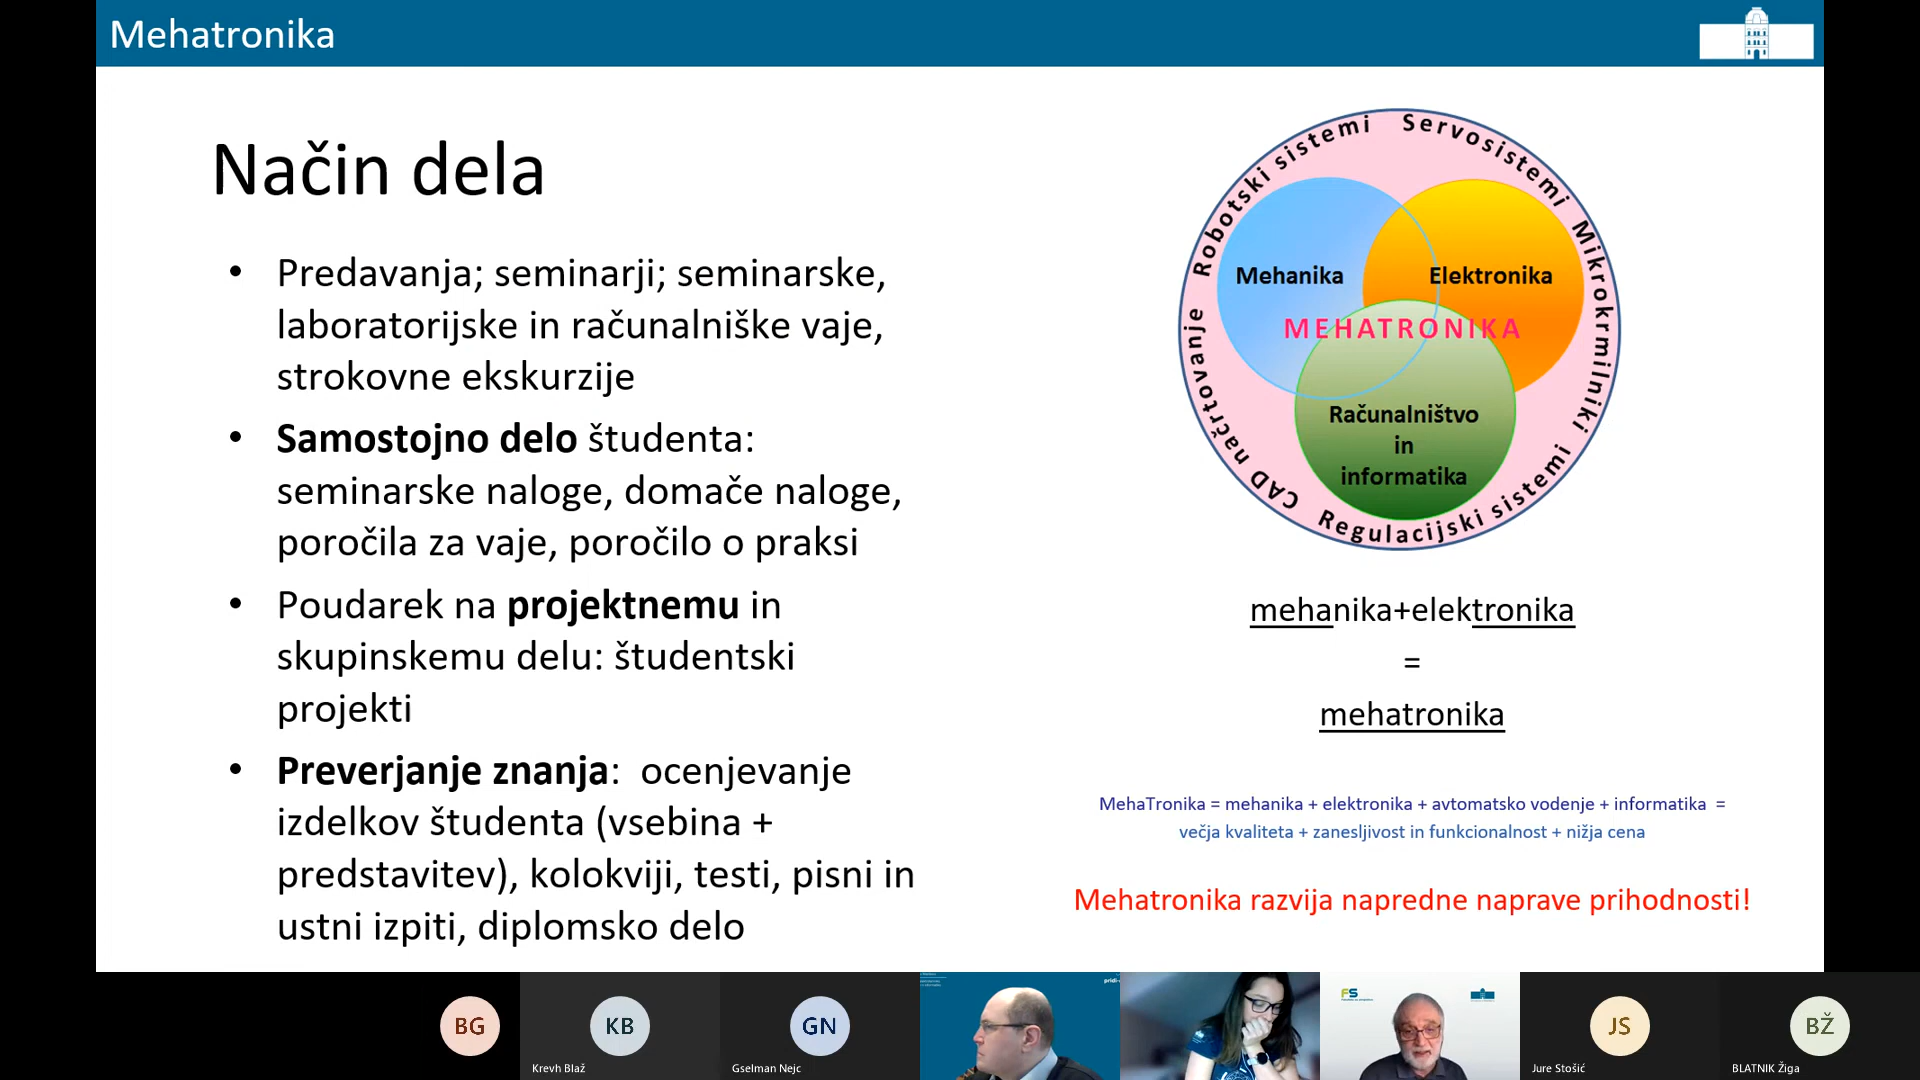 Mehatronika
Način dela
• Predavanja; seminarji; seminarske,
laboratorijske in računalniške vaje,
strokovne ekskurzije
• Samostojno delo študenta:
seminarske naloge, domače naloge,
poročila za vaje, poročilo o praksi
• Poudarek na projektnemu in
skupinskemu delu: študentski
projekti
• Preverjanje znanja:  ocenjevanje
izdelkov študenta (vsebina +
predstavitev), kolokviji, testi, pisni in
ustni izpiti, diplomsko delo
Robotski sistemi
Servosistemi
Mikrokrmilniki
Regulacijski sistemi
CAD načrtovanje
Mehanika
Elektronika
MEHATRONIKA
Računalništvo
in
informatika
mehanika+elektronika
=
mehatronika
MehaTronika = mehanika + elektronika + avtomatsko vodenje + informatika =
večja kvaliteta + zanesljivost in funkcionalnost + nižja cena
Mehatronika razvija napredne naprave prihodnosti!
BG
KB
Krevh Blaž
GN
Gselman Nejc
pridi
FS
JS
Jure Stošić
BŽ
BLATNIK Žiga